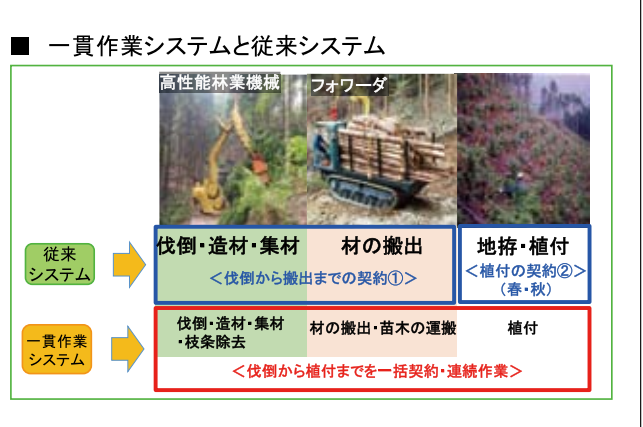 ■ 一貫作業システムと従来システム
高性能林業機械
フォワーダ
従来
システム
伐倒・造材・集材
材の搬出
地拵・植付
＜伐倒から搬出までの契約①＞
＜植付の契約②＞
（春・秋）
一貫作業
システム
伐倒・造材・集材
・枝条除去
材の搬出・苗木の運搬
植付
＜伐倒から植付までを一括契約・連続作業＞